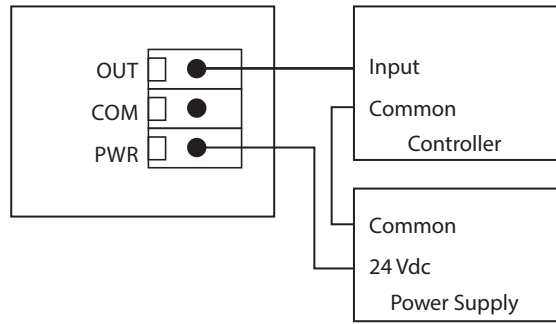 OUT
COM
PWR
Input
Common
Controller
Common
24 Vdc
Power Supply